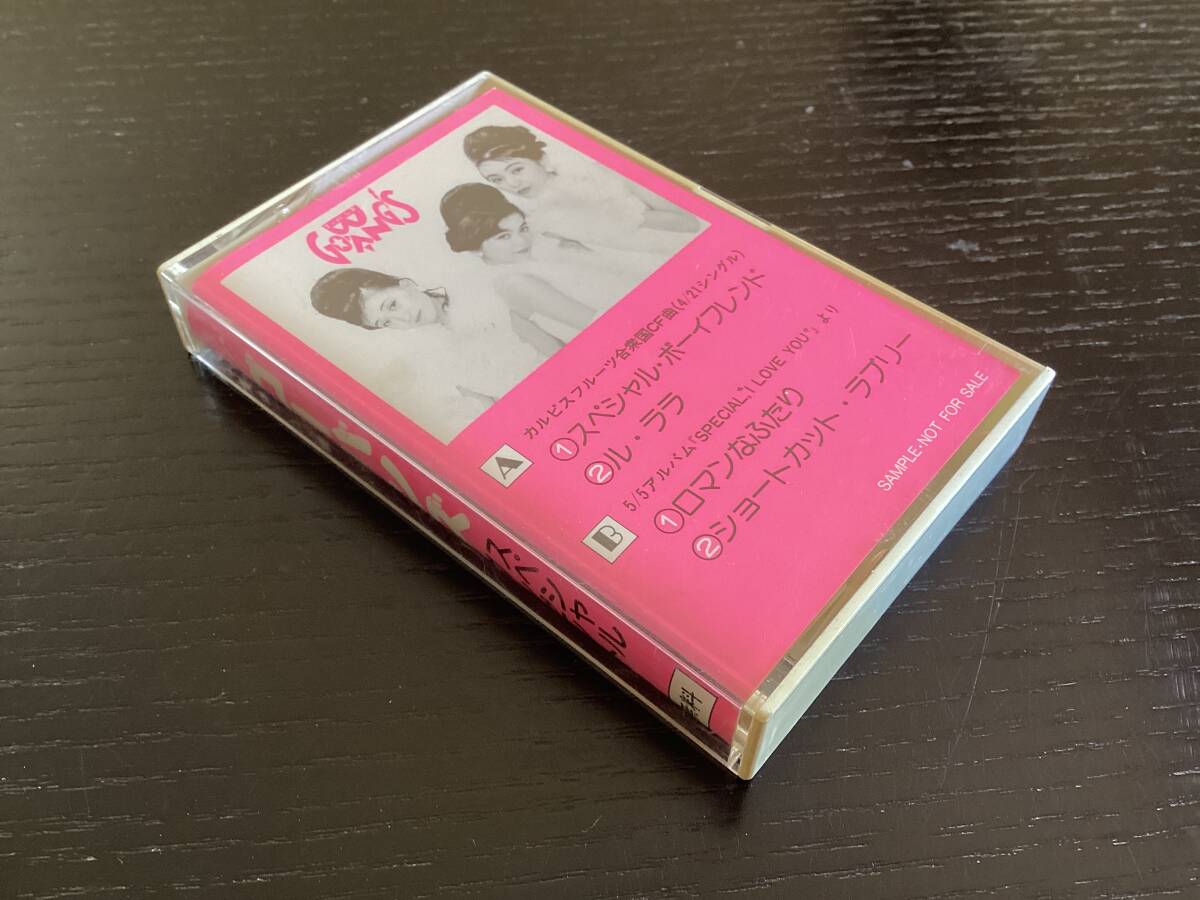 GO-BANG'S
A
カルピスフルーツ合衆国CF曲(4/21シングル)
①スペシャル・ボーイフレンド
②ル・ララ
B
5/5アルバム「SPECIAL,"i LOVE YOU"」より
①ロマンなふたり
②ショートカット・ラブリー
SAMPLE・NOT FOR SALE
スペシャル